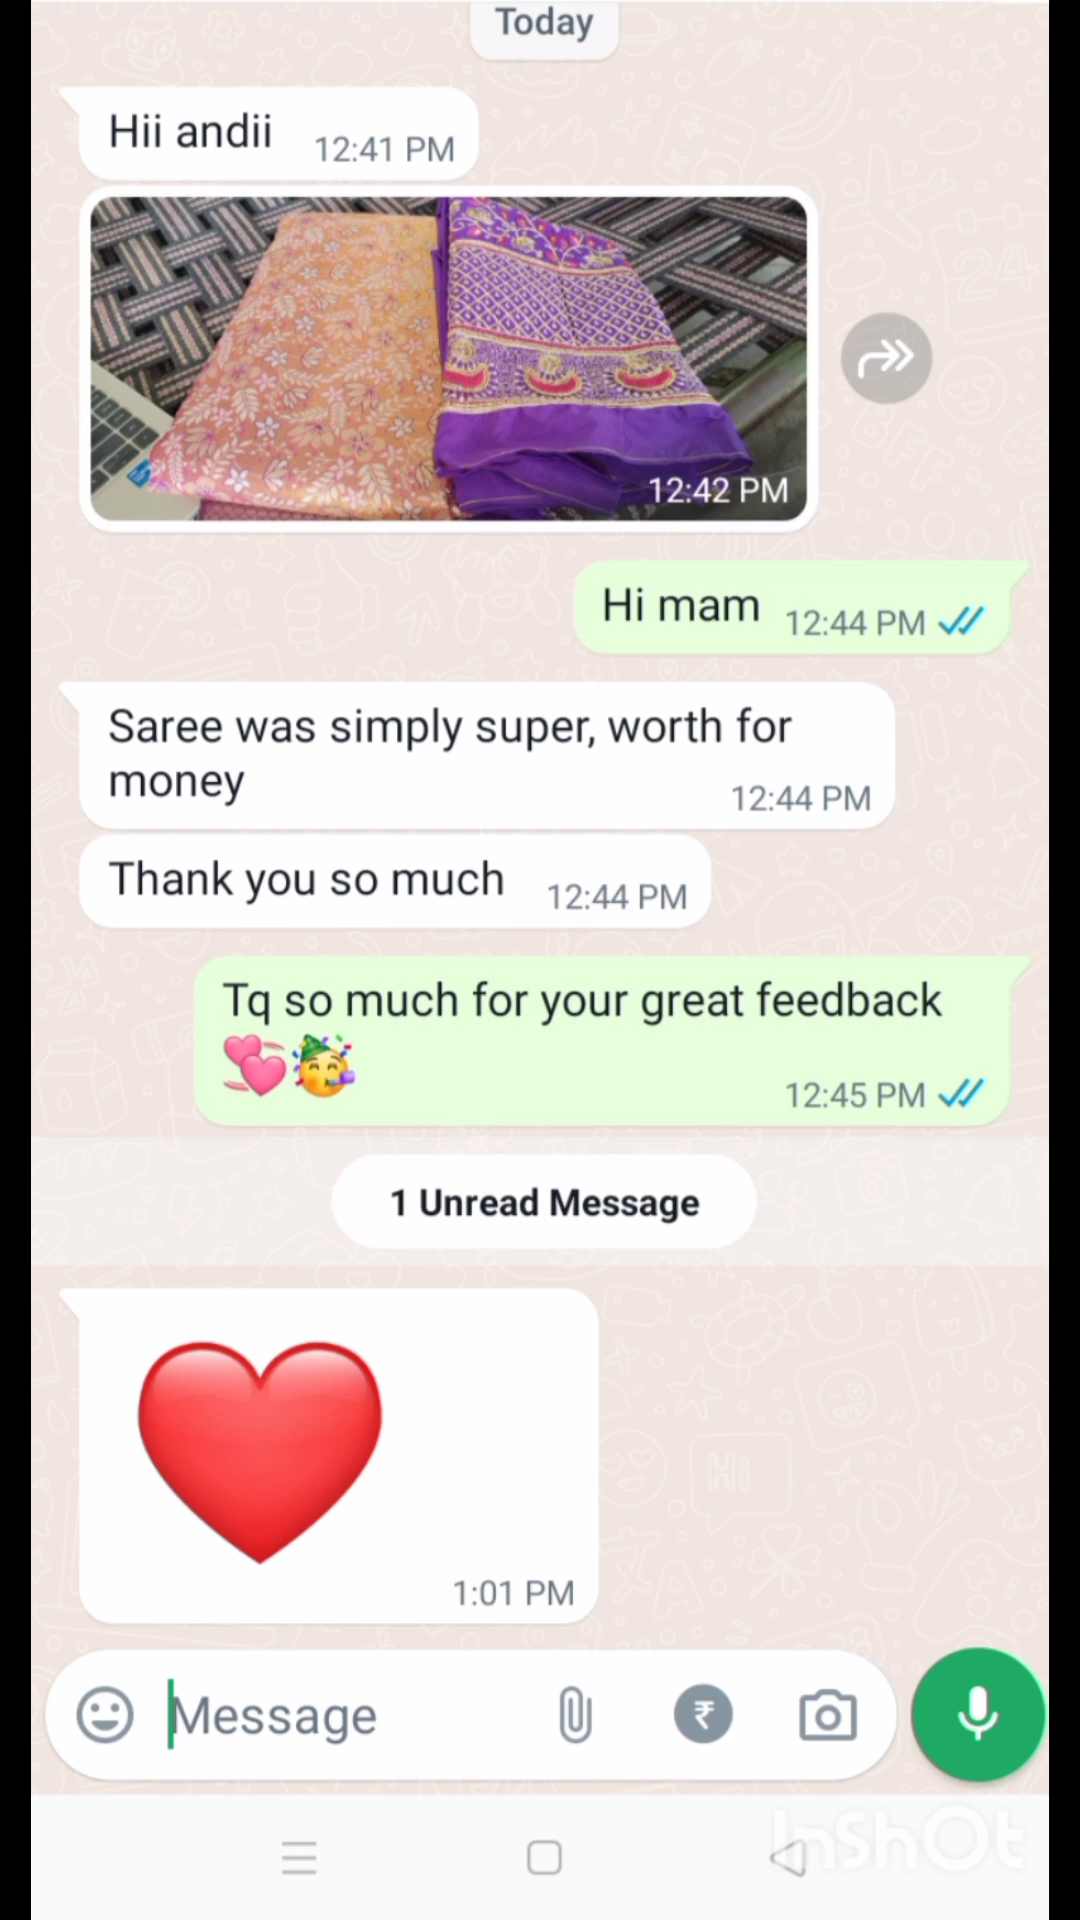 Today
Hii andii 12:41 PM
12:42 PM
Hi mam 12:44 PM
Saree was simply super, worth for
money 12:44 PM
Thank you so much 12:44 PM
Tq so much for your great feedback
💞🥳 12:45 PM
1 Unread Message
❤️
1:01 PM
Message ₹
InShOt